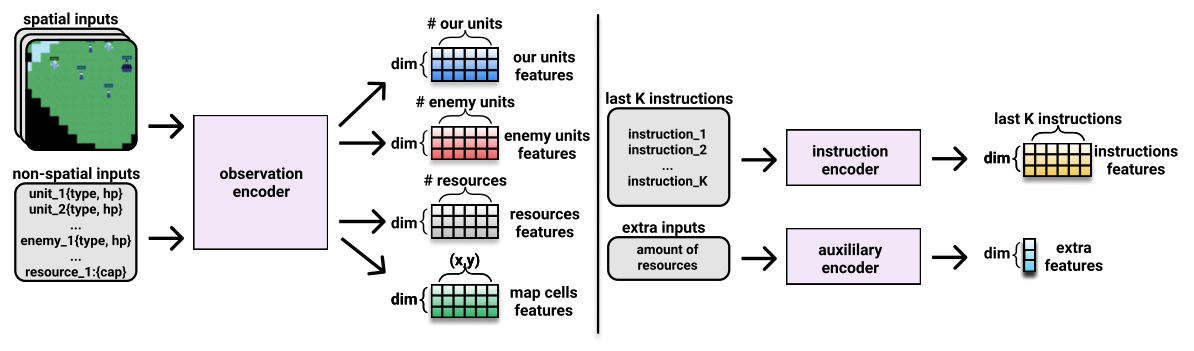 spatial inputs
non-spatial inputs
unit_1{type, hp}
unit_2{type, hp}
...
enemy_1{type, hp}
...
resource_1:{cap}
observation
encoder
# our units
dim
our units
features
# enemy units
dim
enemy units
features
# resources
dim
resources
features
(x,y)
dim
map cells
features
last K instructions
instruction_1
instruction_2
...
instruction_K
instruction
encoder
last K instructions
dim
instructions
features
extra inputs
amount of
resources
auxililary
encoder
dim
extra
features